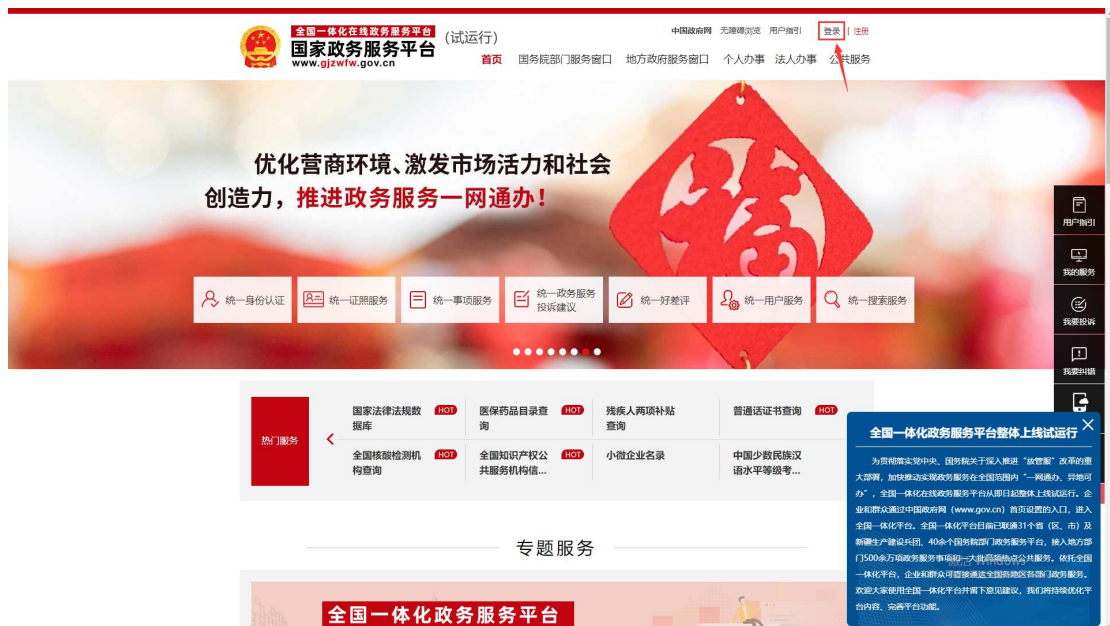 全国一体化在线政务服务平台
国家政务服务平台
www.gjzwfw.gov.cn
(试运行)
中国政府网 无障碍浏览 用户指引 登录 | 注册
首页 国务院部门服务窗口 地方政府服务窗口 个人办事 法人办事 公共服务
优化营商环境、激发市场活力和社会
创造力，推进政务服务一网通办！
福
统一身份认证
统一证照服务
统一事项服务
统一政务服务
投诉建议
统一好差评
统一用户服务
统一搜索服务
用户指引
我的服务
我要投诉
我要纠错
热门服务
国家法律法规数 HOT
据库
医保药品目录查 HOT
询
残疾人两项补贴
查询
普通话证书查询 HOT
全国核酸检测机 HOT
构查询
全国知识产权公 HOT
共服务机构信...
小微企业名录
中国少数民族汉
语水平等级考...
专题服务
全国一体化政务服务平台
全国一体化政务服务平台整体上线试运行
为贯彻落实党中央、国务院关于深入推进“放管服”改革的重
大部署，加快推动实现政务服务在全国范围内“一网通办、异地可
办”，全国一体化在线政务服务平台从即日起整体上线试运行。企
业和群众通过中国政府网（www.gov.cn）首页设置的入口，进入
全国一体化平台。全国一体化平台目前已联通31个省（区、市）及
新疆生产建设兵团、40余个国务院部门政务服务平台，接入地方部
门500余万项政务服务事项和一大批高频热点公共服务。依托全国
一体化平台，企业和群众可直接通达全国各地区各部门政务服务。
欢迎大家使用全国一体化平台并留下意见建议，我们将持续优化平
台内容、完善平台功能。
激活 Windows